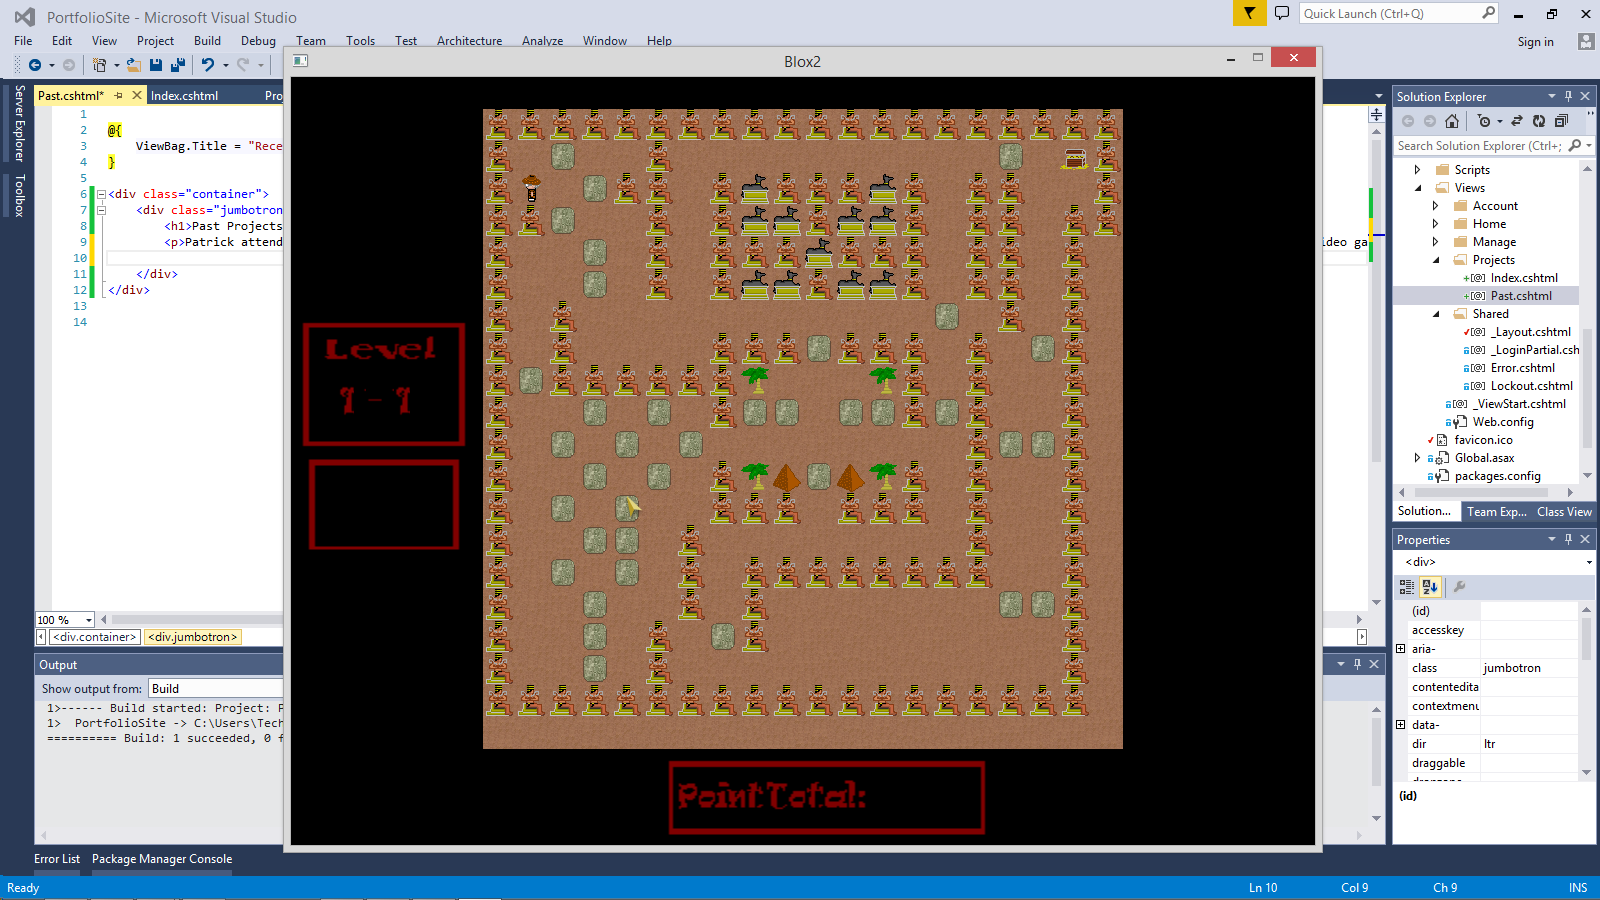 PortfolioSite - Microsoft Visual Studio
Quick Launch (Ctrl+Q)
File Edit View Project Build Debug Team Tools Test Architecture Analyze Window Help
Sign in
Blox2
Server Explorer
Toolbox
Past.cshtml*
Index.cshtml
1
2 @{
3 ViewBag.Title = "Rece
4 }
5
6 <div class="container">
7 <div class="jumbotron
8 <h1>Past Projects
9 <p>Patrick attend
10
11 </div>
12 </div>
13
14
ideo ga
Level
1 - 1
Point Total:
100 %
<div.container> <div.jumbotron>
Output
Show output from: Build
1>------ Build started: Project: P
1> PortfolioSite -> C:\Users\Tech
========== Build: 1 succeeded, 0 f
Error List Package Manager Console
Solution Explorer
Search Solution Explorer (Ctrl+;
Scripts
Views
Account
Home
Manage
Projects
Index.cshtml
Past.cshtml
Shared
_Layout.cshtml
_LoginPartial.csh
Error.cshtml
Lockout.cshtml
_ViewStart.cshtml
Web.config
favicon.ico
Global.asax
packages.config
Solution... Team Exp... Class View
Properties
<div>
(id)
accesskey
aria-
class jumbotron
contentedita
contextmenu
data-
dir ltr
draggable
(id)
Ready
Ln 10 Col 9 Ch 9 INS